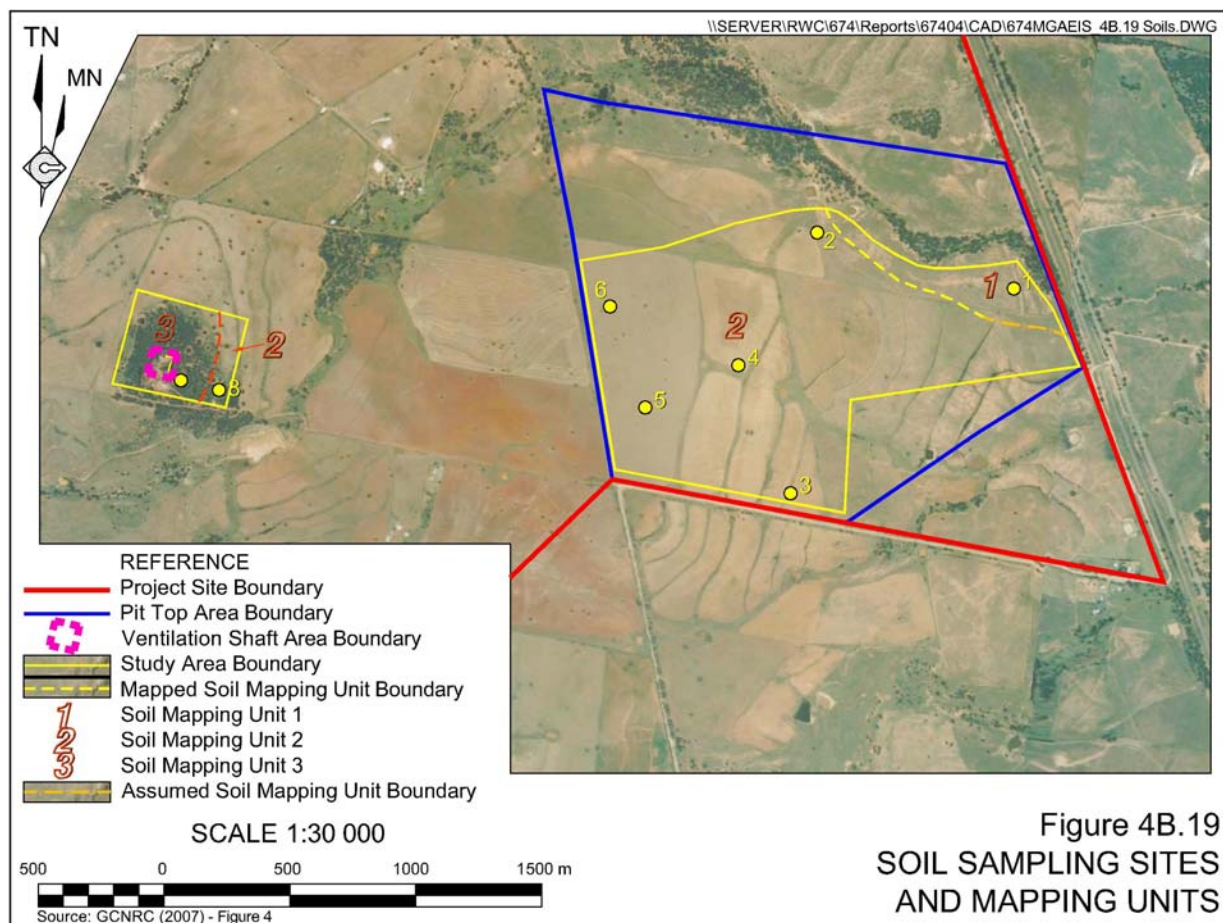 \\SERVER\RWC\674\Reports\67404\CAD\674MGAEIS_4B.19 Soils.DWG
TN
MN
2
1
1
6
3
2
2
4
7
8
5
3
REFERENCE
Project Site Boundary
Pit Top Area Boundary
Ventilation Shaft Area Boundary
Study Area Boundary
Mapped Soil Mapping Unit Boundary
1 Soil Mapping Unit 1
2 Soil Mapping Unit 2
3 Soil Mapping Unit 3
Assumed Soil Mapping Unit Boundary
SCALE 1:30 000
500 0 500 1000 1500 m
Source: GCNRC (2007) - Figure 4
Figure 4B.19
SOIL SAMPLING SITES
AND MAPPING UNITS